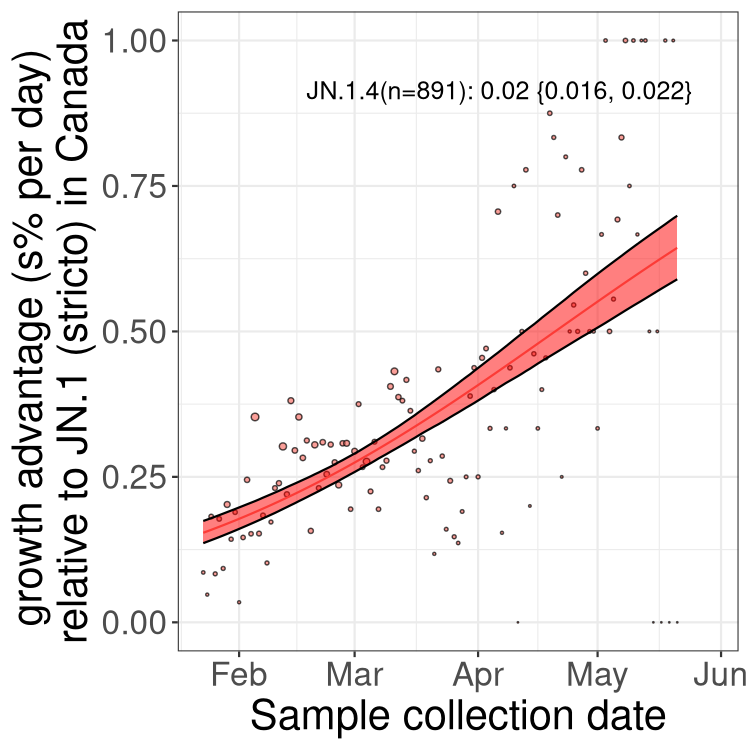 growth advantage (s% per day)
relative to JN.1 (stricto) in Canada
1.00
0.75
0.50
0.25
0.00
JN.1.4(n=891): 0.02 {0.016, 0.022}
Feb Mar Apr May Jun
Sample collection date